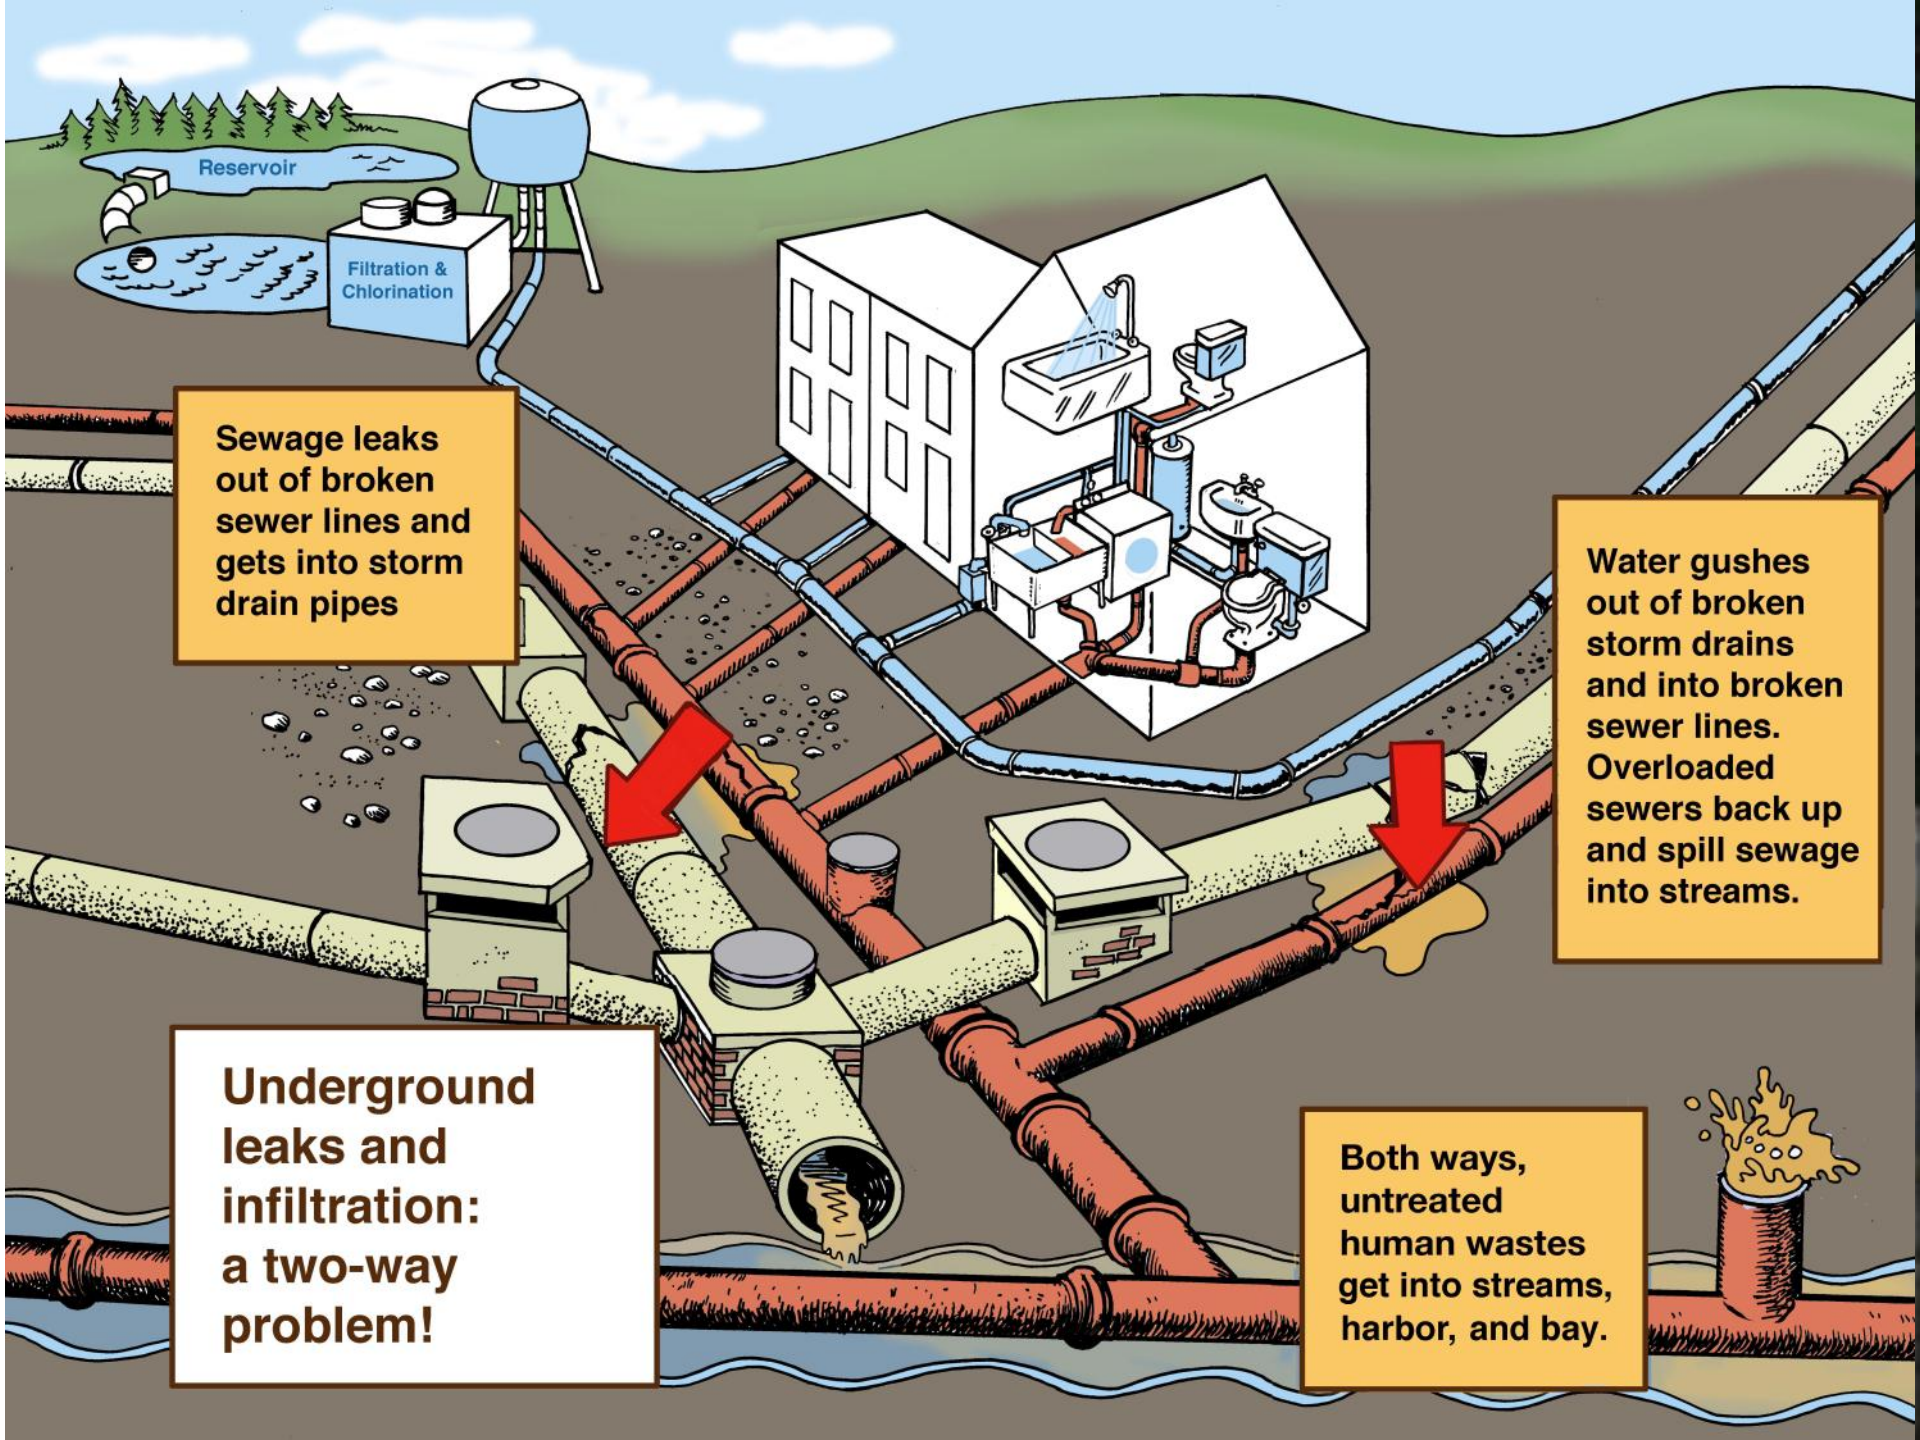 Reservoir
Filtration &
Chlorination
Sewage leaks
out of broken
sewer lines and
gets into storm
drain pipes
Water gushes
out of broken
storm drains
and into broken
sewer lines.
Overloaded
sewers back up
and spill sewage
into streams.
Underground
leaks and
infiltration:
a two-way
problem!
Both ways,
untreated
human wastes
get into streams,
harbor, and bay.